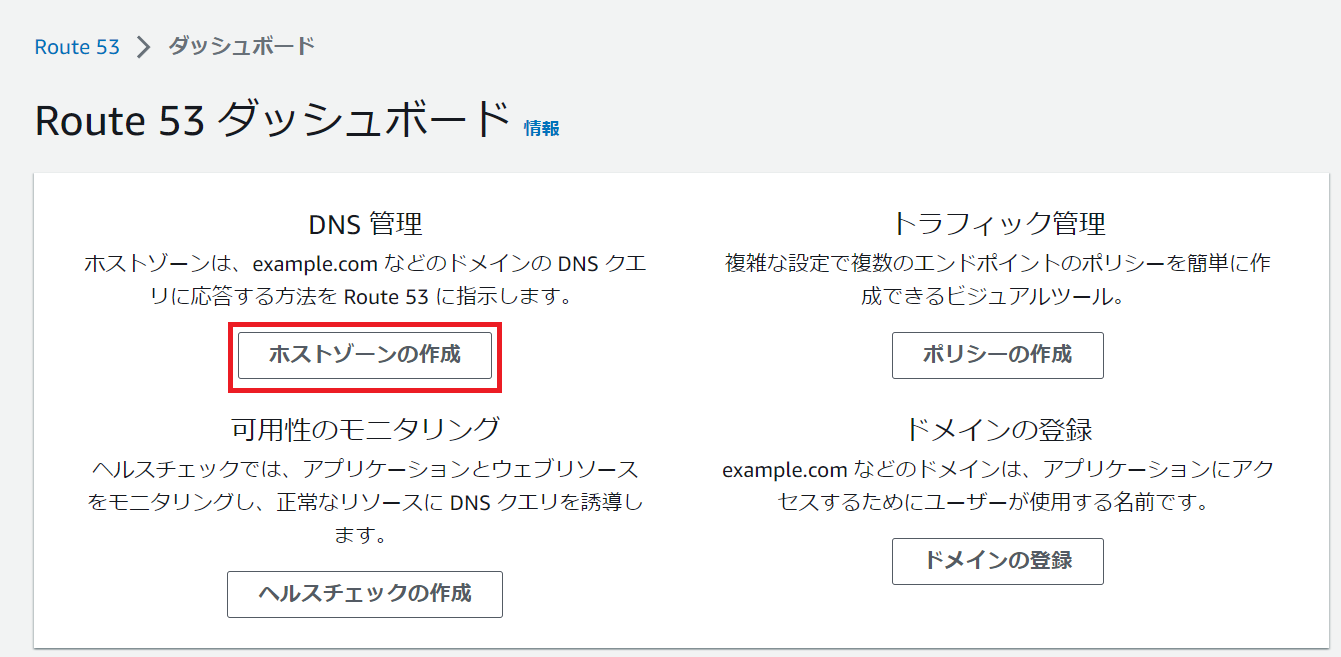 Route 53 > ダッシュボード
Route 53 ダッシュボード 情報
DNS 管理
ホストゾーンは、example.com などのドメインの DNS クエ
リに応答する方法を Route 53 に指示します。
ホストゾーンの作成
トラフィック管理
複雑な設定で複数のエンドポイントのポリシーを簡単に作
成できるビジュアルツール。
ポリシーの作成
可用性のモニタリング
ヘルスチェックでは、アプリケーションとウェブリソース
をモニタリングし、正常なリソースに DNS クエリを誘導し
ます。
ヘルスチェックの作成
ドメインの登録
example.com などのドメインは、アプリケーションにアク
セスするためにユーザーが使用する名前です。
ドメインの登録